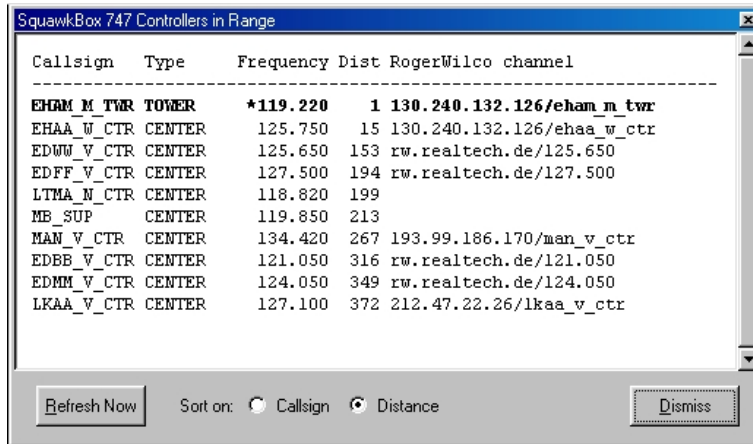 SquawkBox 747 Controllers in Range
Callsign Type Frequency Dist RogerWilco channel
--------------------------------------------------------------------------
EHAM_M_TWR TOWER *119.220 1 130.240.132.126/eham_m_twr
EHAA_W_CTR CENTER 125.750 15 130.240.132.126/ehaa_w_ctr
EDWW_V_CTR CENTER 125.650 153 rw.realtech.de/125.650
EDFF_V_CTR CENTER 127.500 194 rw.realtech.de/127.500
LTMA_N_CTR CENTER 118.820 199
MB_SUP CENTER 119.850 213
MAN_V_CTR CENTER 134.420 267 193.99.186.170/man_v_ctr
EDBB_V_CTR CENTER 121.050 316 rw.realtech.de/121.050
EDMM_V_CTR CENTER 124.050 349 rw.realtech.de/124.050
LKAA_V_CTR CENTER 127.100 372 212.47.22.26/lkaa_v_ctr
Refresh Now Sort on: Callsign Distance Dismiss